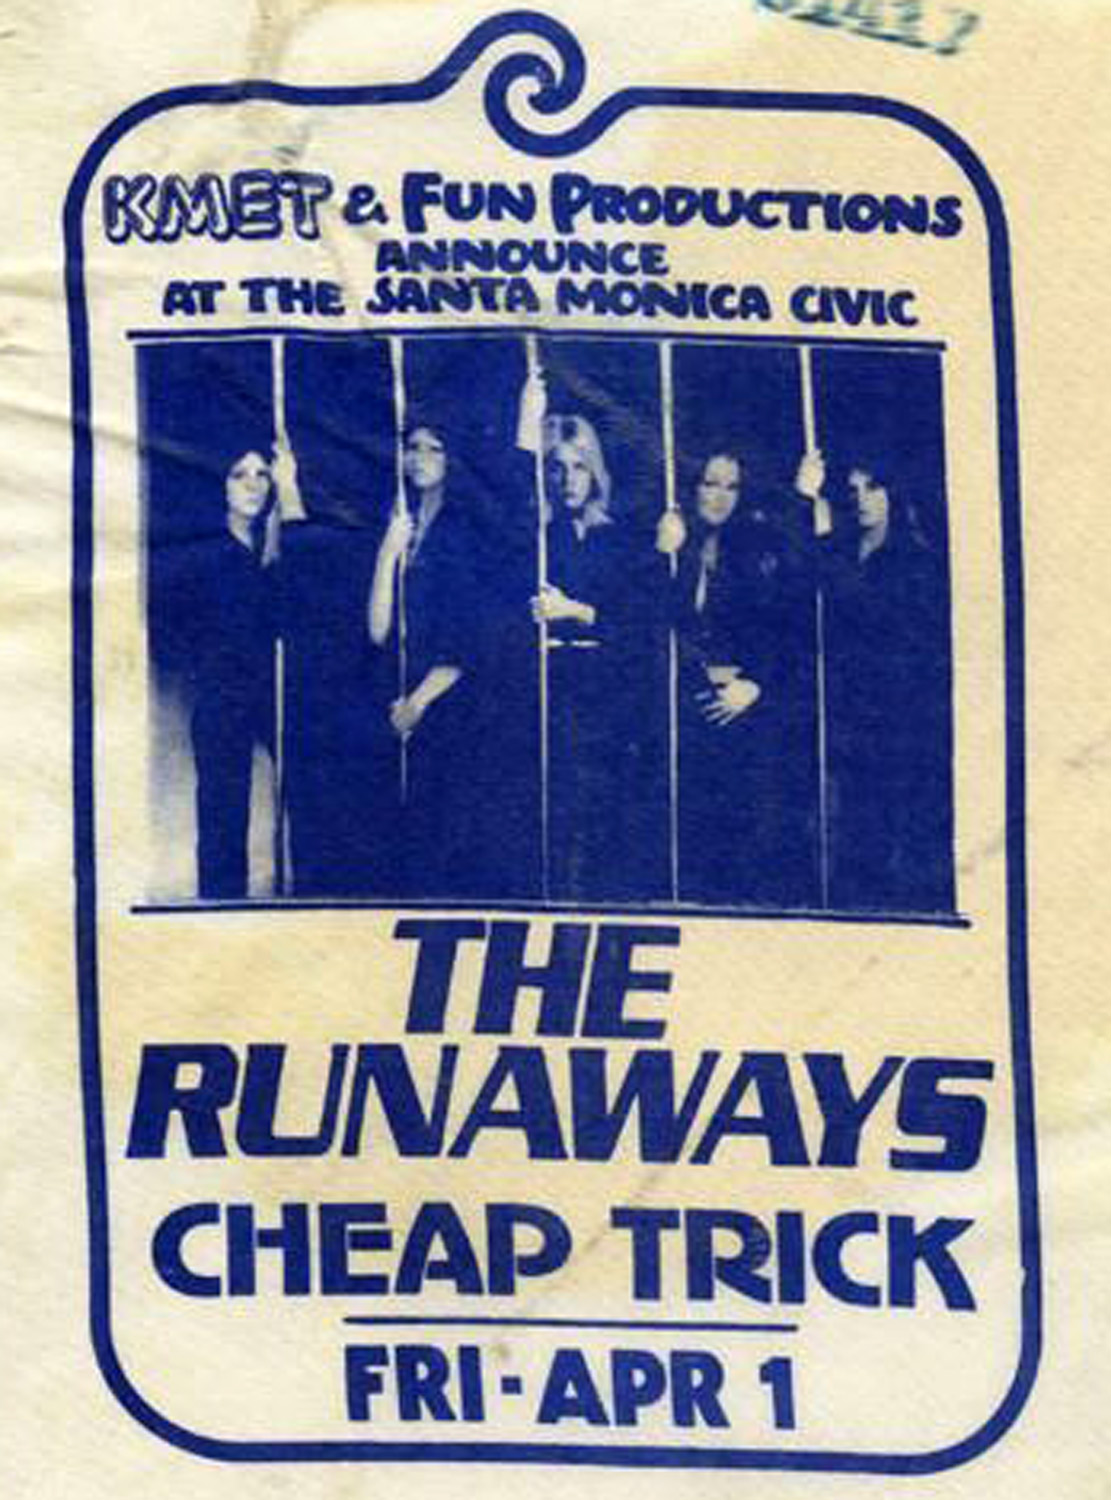 KMET & FUN PRODUCTIONS
ANNOUNCE
AT THE SANTA MONICA CIVIC
THE
RUNAWAYS
CHEAP TRICK
FRI-APR 1